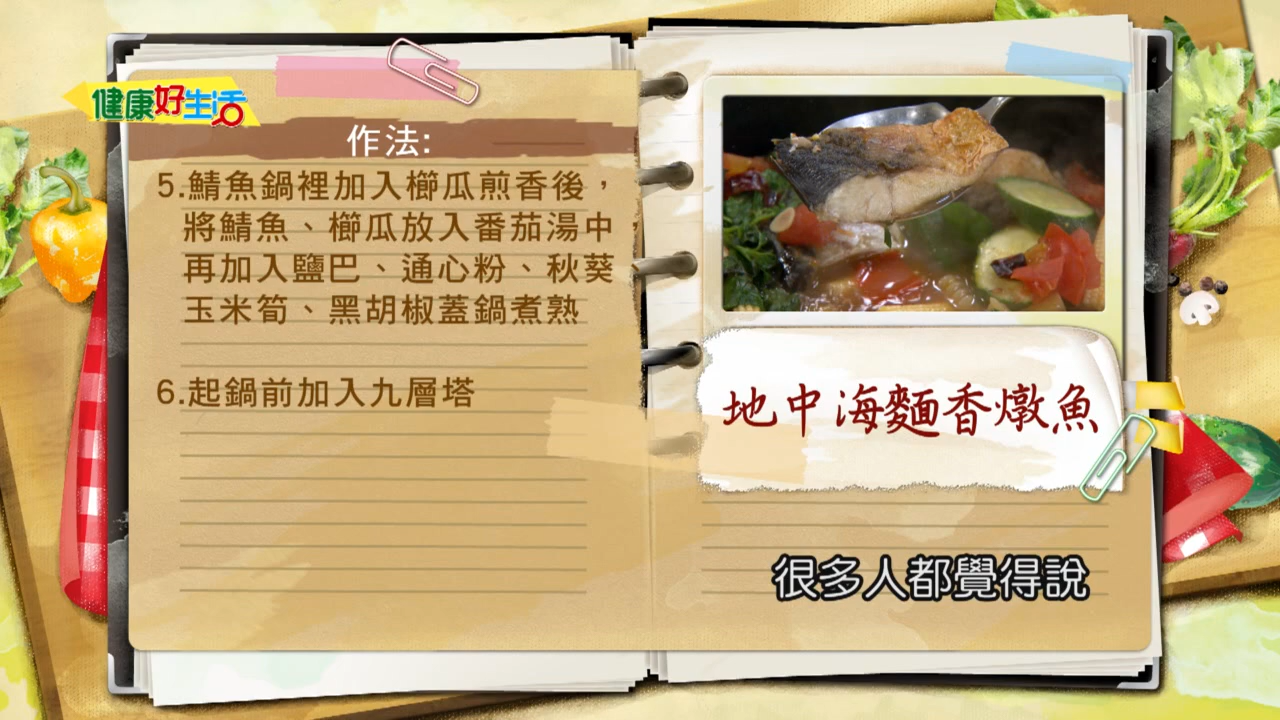 健康好生活
作法:
5.鯖魚鍋裡加入櫛瓜煎香後，
將鯖魚、櫛瓜放入番茄湯中，
再加入鹽巴、通心粉、秋葵
玉米筍、黑胡椒蓋鍋煮熟
6.起鍋前加入九層塔
地中海麵香燉魚
很多人都覺得說